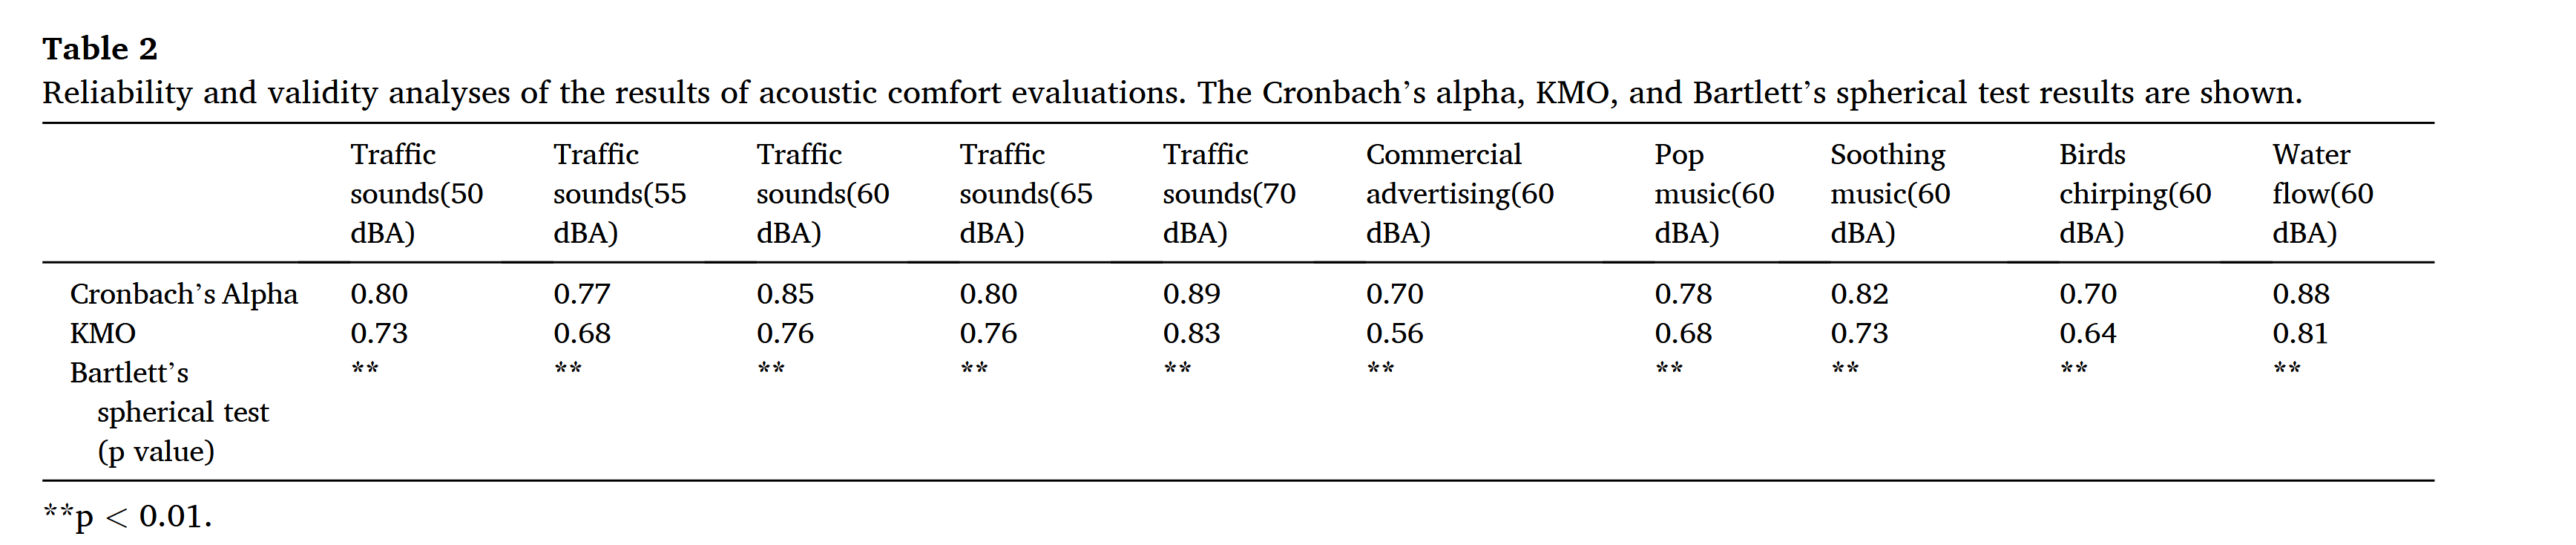 Table 2
Reliability and validity analyses of the results of acoustic comfort evaluations. The Cronbach’s alpha, KMO, and Bartlett’s spherical test results are shown.
Traffic Traffic Traffic Traffic Traffic Commercial Pop Soothing Birds Water
sounds(50 sounds(55 sounds(60 sounds(65 sounds(70 advertising(60 music(60 music(60 chirping(60 flow(60
dBA) dBA) dBA) dBA) dBA) dBA) dBA) dBA) dBA) dBA)
Cronbach’s Alpha 0.80 0.77 0.85 0.80 0.89 0.70 0.78 0.82 0.70 0.88
KMO 0.73 0.68 0.76 0.76 0.83 0.56 0.68 0.73 0.64 0.81
Bartlett’s ** ** ** ** ** ** ** ** ** **
spherical test
(p value)
**p < 0.01.